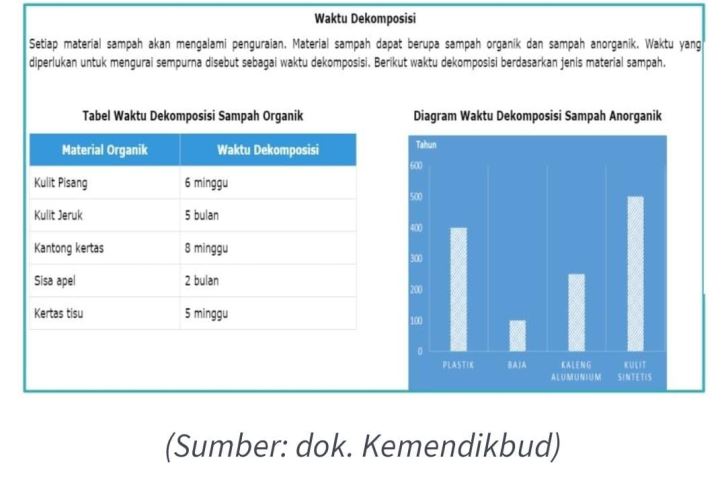 Waktu Dekomposisi
Setiap material sampah akan mengalami penguraian. Material sampah dapat berupa sampah organik dan sampah anorganik. Waktu yang
diperlukan untuk mengurai sempurna disebut sebagai waktu dekomposisi. Berikut waktu dekomposisi berdasarkan jenis material sampah.
Tabel Waktu Dekomposisi Sampah Organik
Material Organik Waktu Dekomposisi
Kulit Pisang 6 minggu
Kulit Jeruk 5 bulan
Kantong kertas 8 minggu
Sisa apel 2 bulan
Kertas tisu 5 minggu
Diagram Waktu Dekomposisi Sampah Anorganik
Tahun
600
500
400
300
200
100
0
PLASTIK BAJA KALENG KULIT
ALUMUNIUM SINTETIS
(Sumber: dok. Kemendikbud)